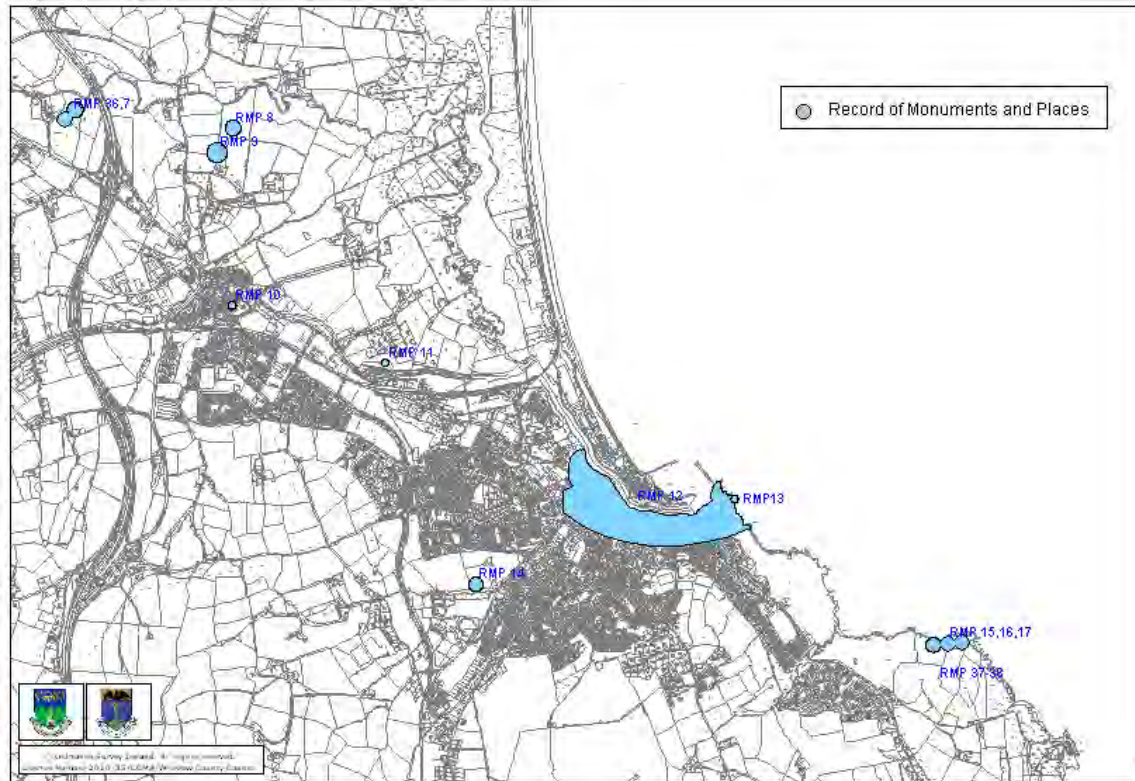 RMP 36,7
RMP 8
RMP 9
Record of Monuments and Places
RMP 10
RMP 11
RMP 12
RMP13
RMP 14
RMP 15,16,17
RMP 37-38